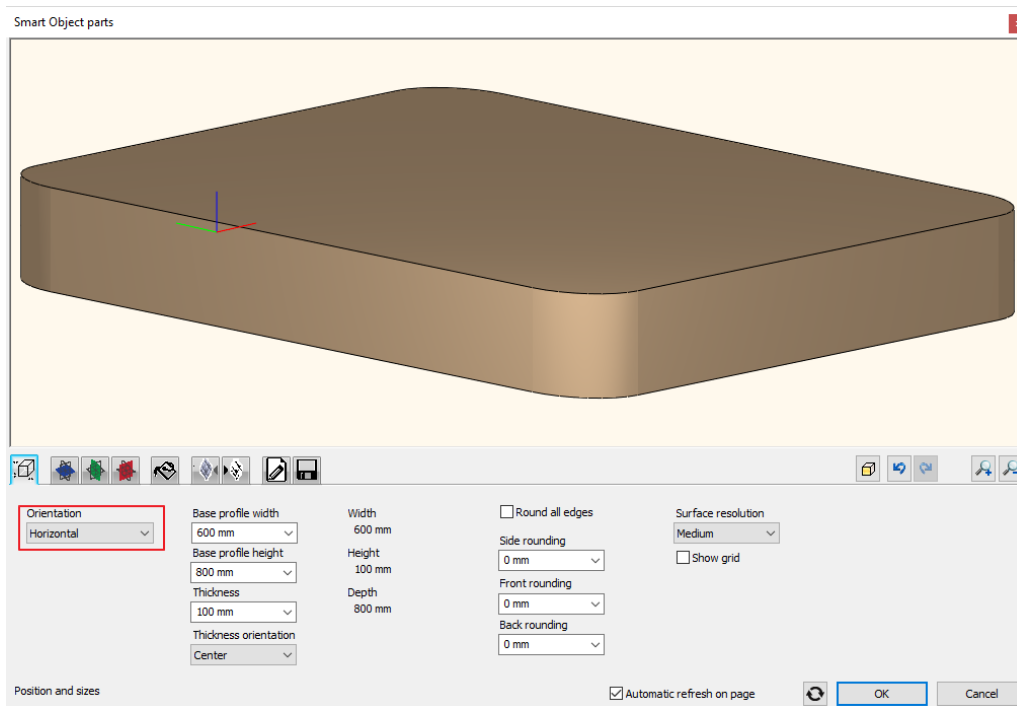 Smart Object parts
Orientation
Horizontal
Base profile width
600 mm
Base profile height
800 mm
Thickness
100 mm
Thickness orientation
Center
Width
600 mm
Height
100 mm
Depth
800 mm
Round all edges
Side rounding
0 mm
Front rounding
0 mm
Back rounding
0 mm
Surface resolution
Medium
Show grid
Position and sizes
Automatic refresh on page
OK
Cancel